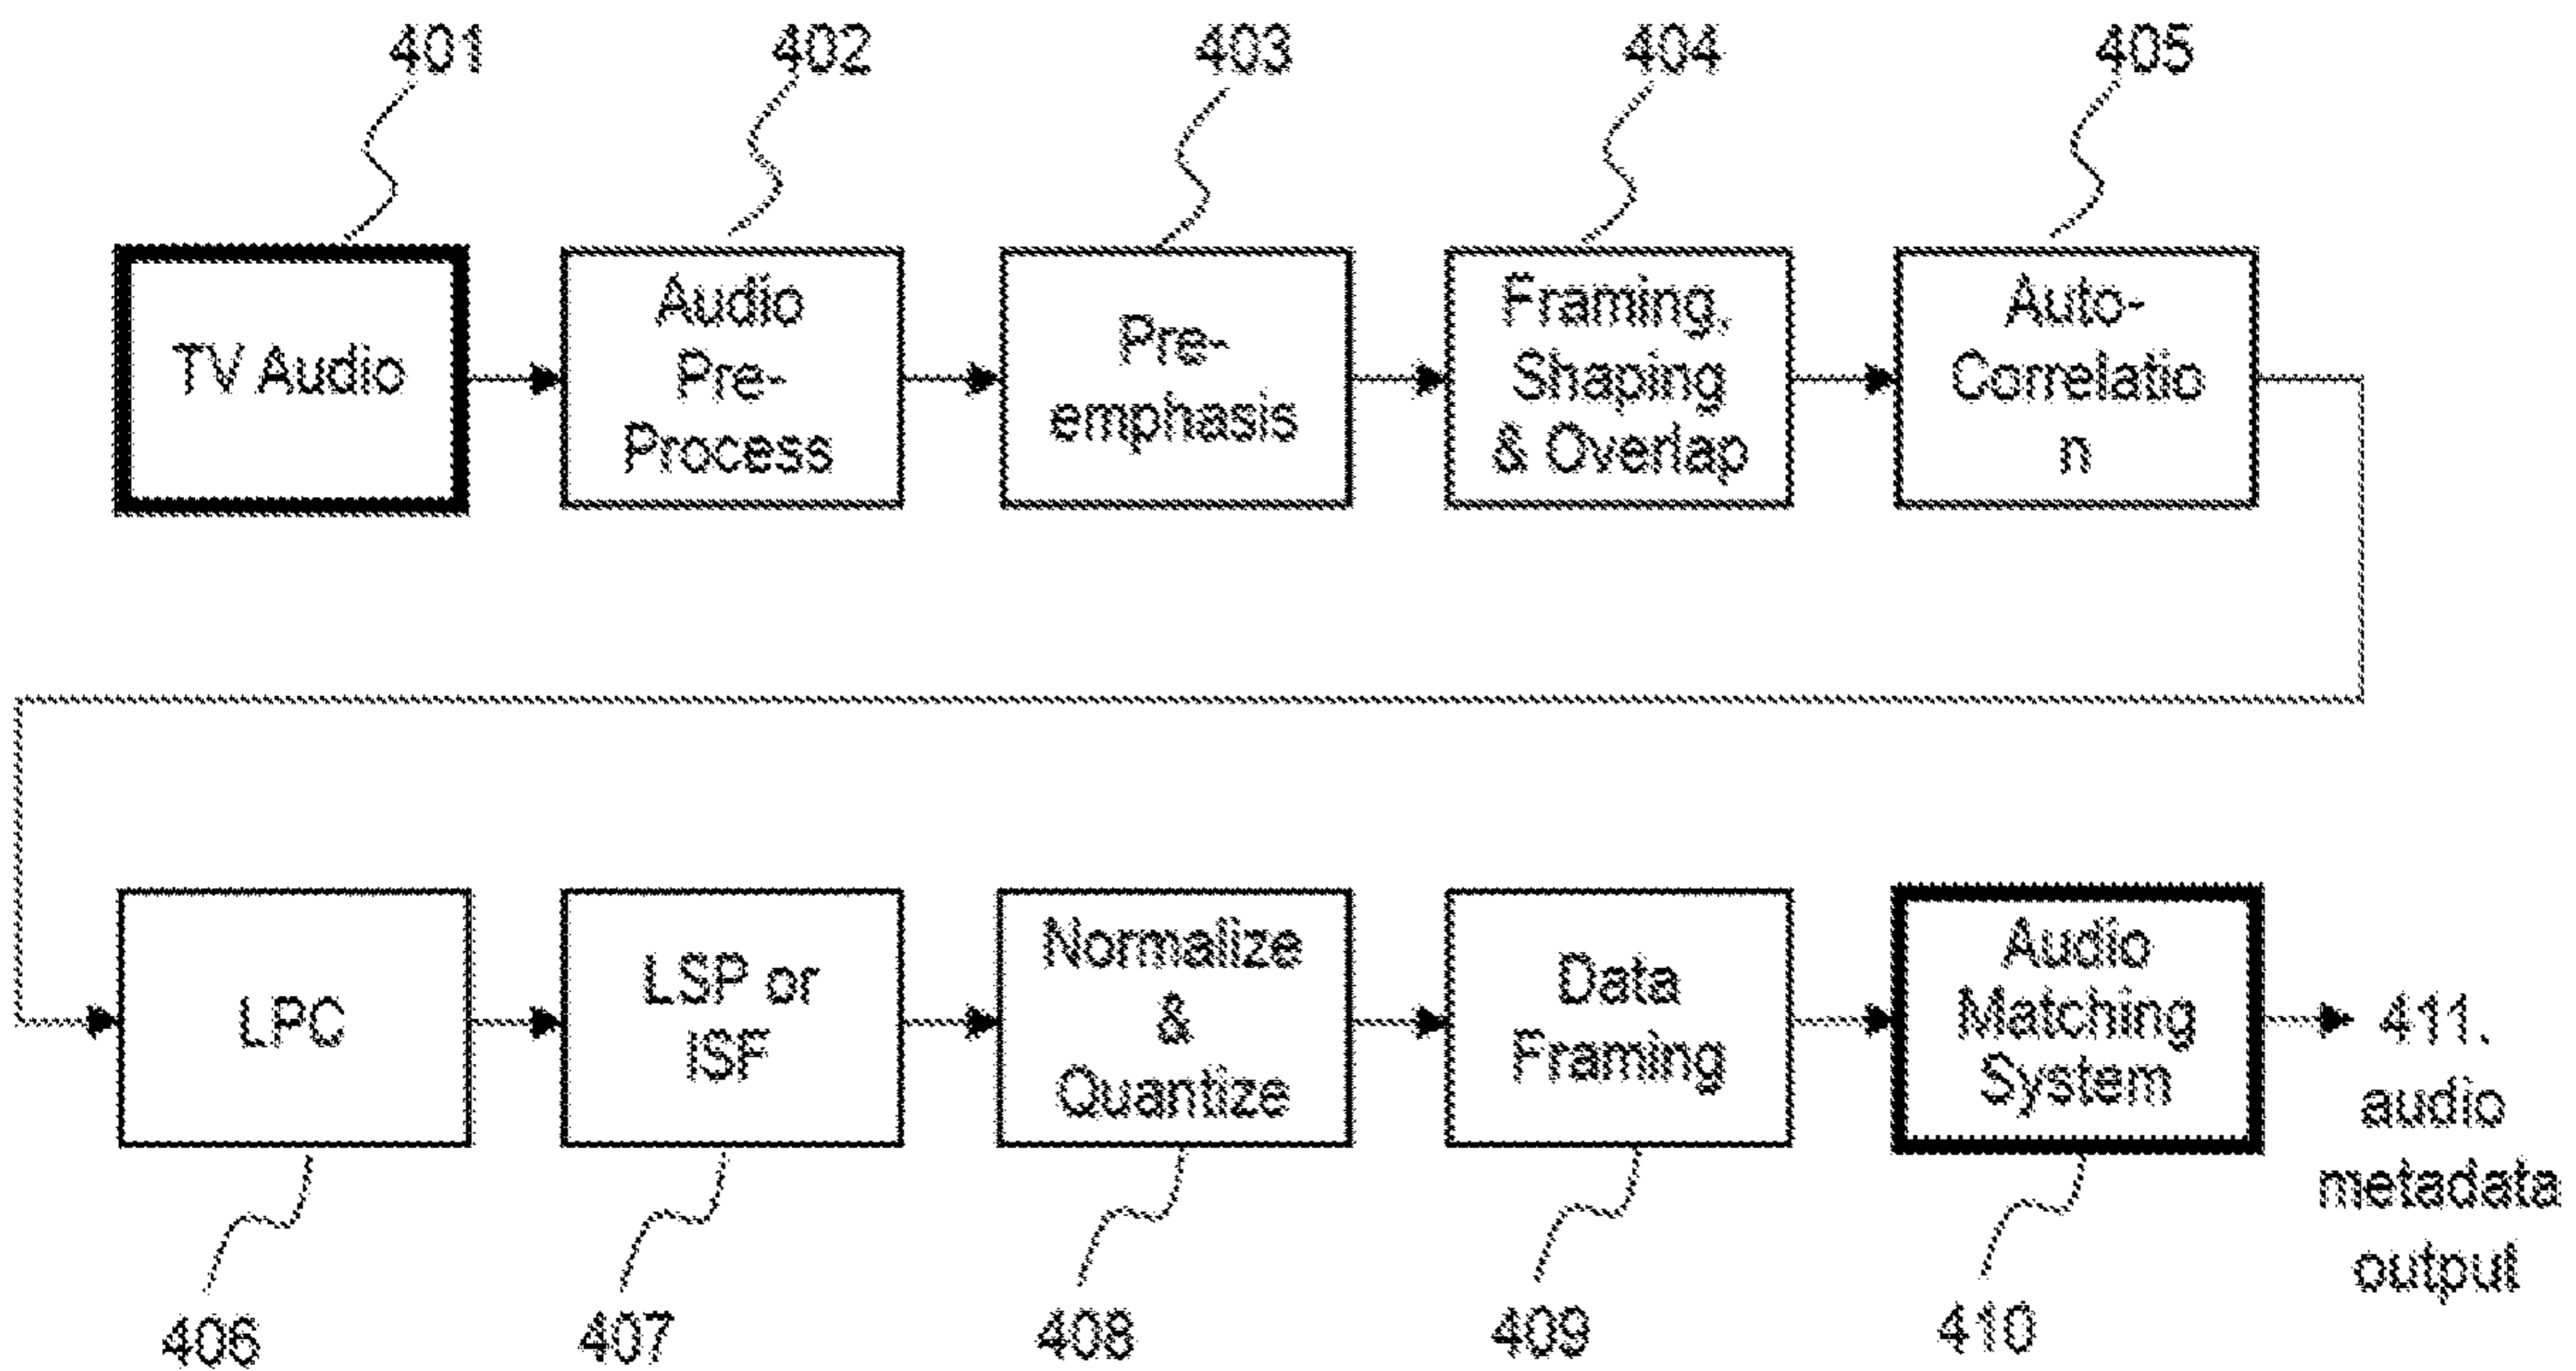 401
402
403
404
405
TV Audio
Audio
Pre-
Process
Pre-
emphasis
Framing,
Shaping
& Overlap
Auto-
Correlatio
n
LPC
LSP or
ISF
Normalize
&
Quantize
Data
Framing
Audio
Matching
System
411.
audio
metadata
output
406
407
408
409
410